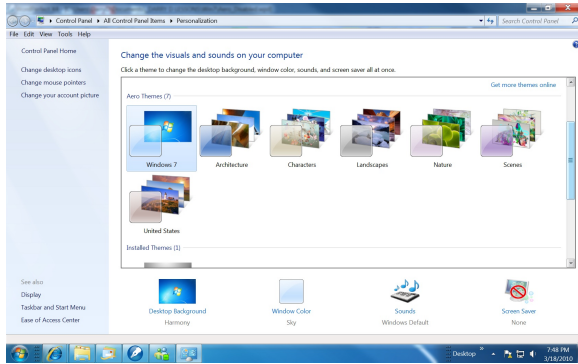 Control Panel ▸ All Control Panel Items ▸ Personalization
Search Control Panel
File Edit View Tools Help
Control Panel Home
Change desktop icons
Change mouse pointers
Change your account picture
Change the visuals and sounds on your computer
Click a theme to change the desktop background, window color, sounds, and screen saver all at once.
Get more themes online
Aero Themes (7)
Windows 7 Architecture Characters Landscapes Nature Scenes
United States
Installed Themes (1)
See also
Display
Taskbar and Start Menu
Ease of Access Center
Desktop Background Window Color Sounds Screen Saver
Harmony Sky Windows Default None
Desktop » 7:48 PM
3/18/2010